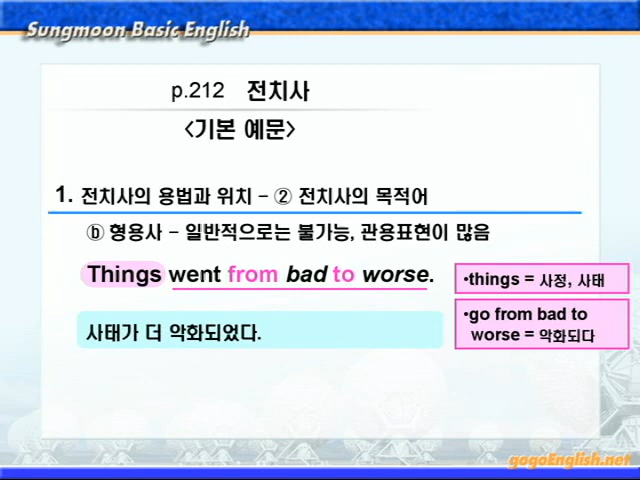 Sungmoon Basic English
p.212 전치사
<기본 예문>
1. 전치사의 용법과 위치 - ② 전치사의 목적어
ⓑ 형용사 - 일반적으로는 불가능, 관용표현이 많음
Things went from bad to worse.
•things = 사정, 사태
•go from bad to
worse = 악화되다
사태가 더 악화되었다.
gogoEnglish.net